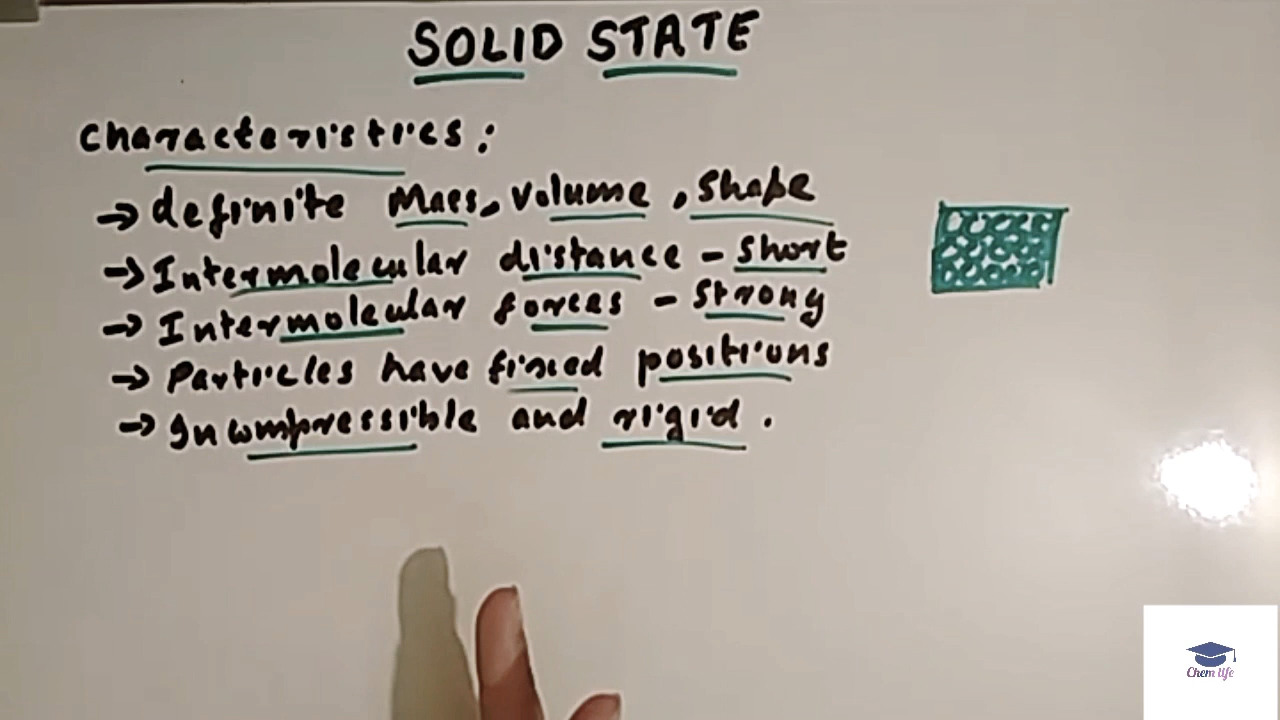 SOLID STATE
Characteristics:
→ definite Mass, Volume, Shape
→ Intermolecular distance - Short
→ Intermolecular forces - Strong
→ Particles have fixed positions
→ Incompressible and rigid.
Chem life